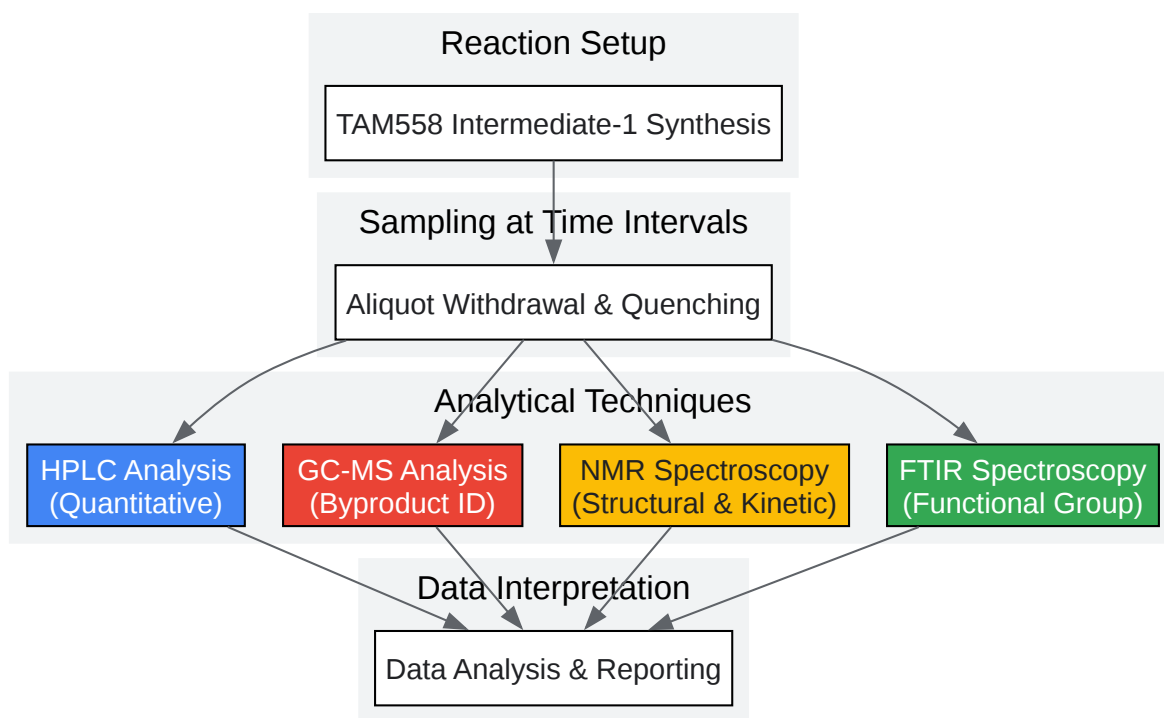 Reaction Setup
TAM558 Intermediate-1 Synthesis
Sampling at Time Intervals
Aliquot Withdrawal & Quenching
Analytical Techniques
HPLC Analysis
(Quantitative)
GC-MS Analysis
(Byproduct ID)
NMR Spectroscopy
(Structural & Kinetic)
FTIR Spectroscopy
(Functional Group)
Data Interpretation
Data Analysis & Reporting